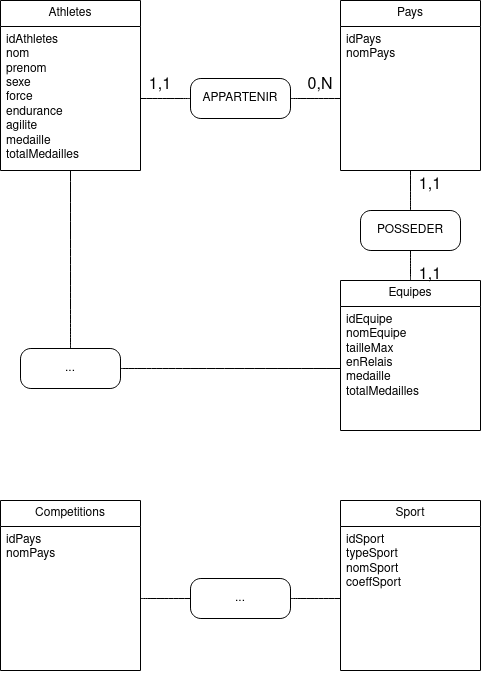 Athletes
idAthletes
nom
prenom
sexe
force
endurance
agilite
medaille
totalMedailles
1,1
APPARTENIR
0,N
Pays
idPays
nomPays
1,1
POSSEDER
1,1
Equipes
idEquipe
nomEquipe
tailleMax
enRelais
medaille
totalMedailles
...
Competitions
idPays
nomPays
...
Sport
idSport
typeSport
nomSport
coeffSport